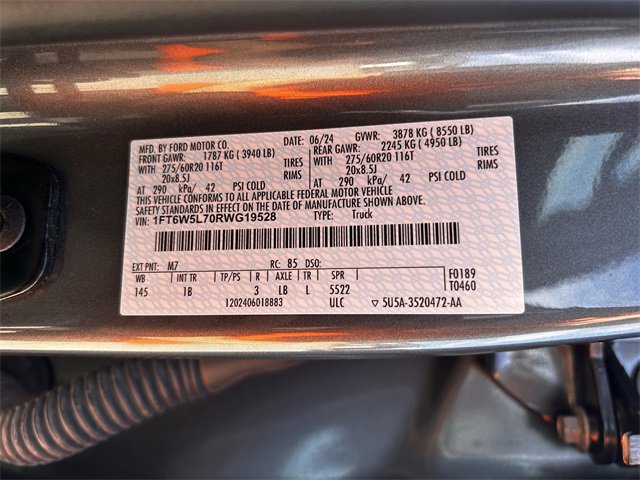 MFD. BY FORD MOTOR CO. DATE: 06/24 GVWR: 3878 KG ( 8550 LB)
FRONT GAWR: 1787 KG ( 3940 LB) REAR GAWR: 2245 KG ( 4950 LB)
WITH 275/60R20 116T TIRES WITH 275/60R20 116T TIRES
20x8.5J RIMS 20x8.5J RIMS
AT 290 kPa/ 42 PSI COLD AT 290 kPa/ 42 PSI COLD
THIS VEHICLE CONFORMS TO ALL APPLICABLE FEDERAL MOTOR VEHICLE
SAFETY AND THEFT PREVENTION STANDARDS IN EFFECT ON THE DATE OF
MANUFACTURE SHOWN ABOVE.
VIN: 1FT6W5L70RWG19528 TYPE: Truck
EXT PNT: M7 RC: 85 DSO: F0189
WB INT TR TP/PS R AXLE TR SPR T0460
145 1B 3 LB L 5522
1202406018883 ULC ▽ 5U5A-3520472-AA